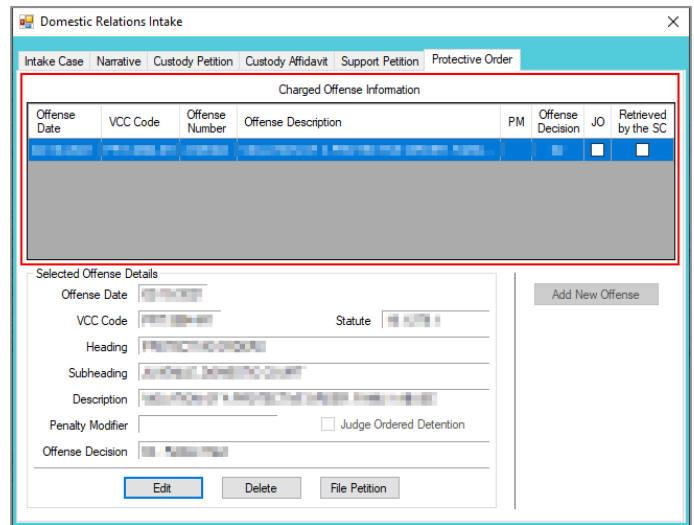 Domestic Relations Intake
Intake Case Narrative Custody Petition Custody Affidavit Support Petition Protective Order
Charged Offense Information
Offense Date VCC Code Offense Number Offense Description PM Offense Decision JO Retrieved by the SC
Selected Offense Details
Offense Date
Add New Offense
VCC Code Statute
Heading
Subheading
Description
Penalty Modifier Judge Ordered Detention
Offense Decision
Edit Delete File Petition